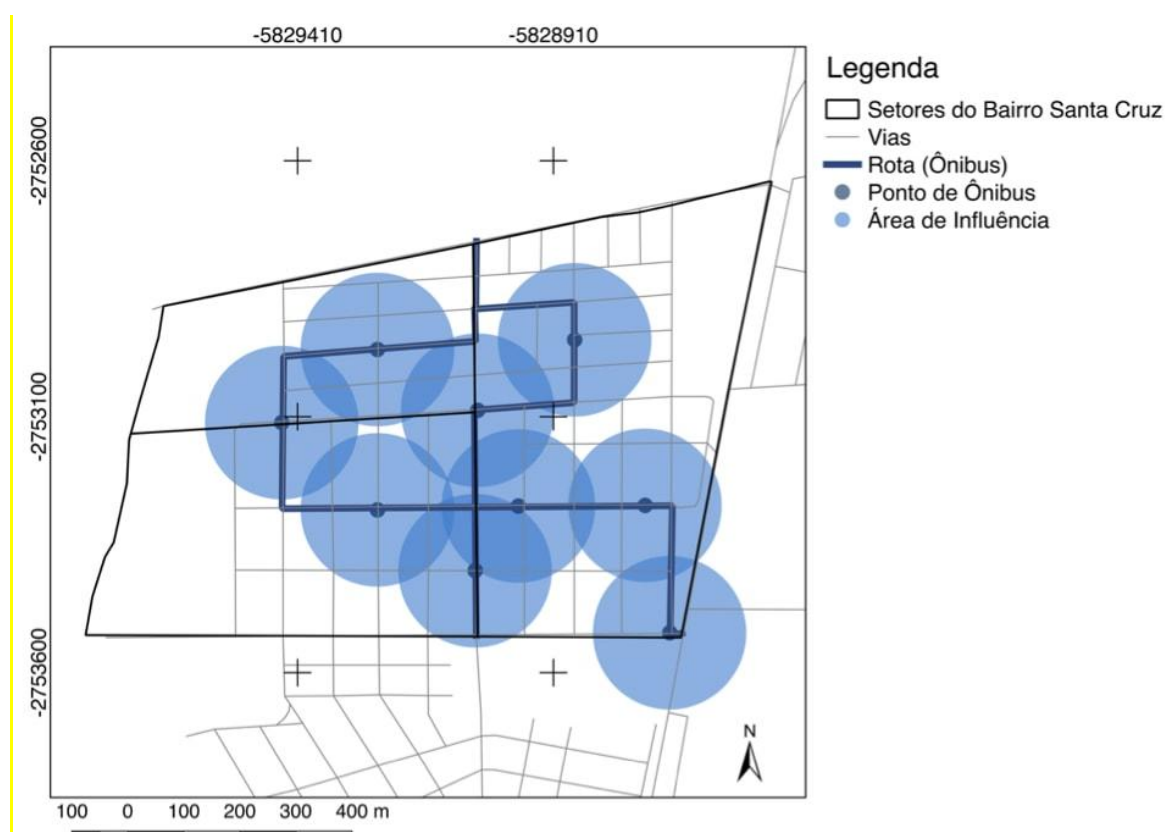 -5829410 -5828910
Legenda
Setores do Bairro Santa Cruz
Vias
Rota (Ônibus)
Ponto de Ônibus
Área de Influência
-2752600
-2753100
-2753600
N
100 0 100 200 300 400 m